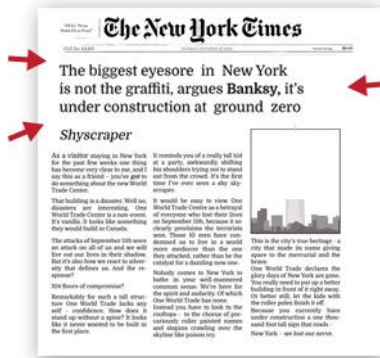 The New York Times
The biggest eyesore in New York
is not the graffiti, argues Banksy, it's
under construction at ground zero
Shyscraper
As a visitor staying in New York
for the past few weeks one thing
has become very clear to me, and I
say this as a friend - you've got to
do something about the new World
Trade Center.
That building is a disaster. Well no,
disasters are interesting. One
World Trade Center is a non-event.
It's vanilla. It looks like something
they would build in Canada.
The attacks of September 11th were
an attack on all of us and we will
live out our lives in their shadow.
But it's also how we react to adver-
sity that defines us. And the re-
sponse?
104 floors of compromise?
Remarkably for such a tall struc-
ture One World Trade lacks any
self - confidence. How does it
stand up without a spine? It looks
like it never wanted to be built in
the first place.
It reminds you of a really tall kid
at a party, awkwardly shifting
his shoulders trying not to stand
out from the crowd. It's the first
time I've ever seen a shy sky-
scraper.
It would be easy to view One
World Trade Center as a betrayal
of everyone who lost their lives
on September 11th, because it so
clearly proclaims the terrorists
won. Those 10 men have con-
demned us to live in a world
more mediocre than the one
they attacked, rather than be the
catalyst for a dazzling new one.
Nobody comes to New York to
bathe in your well-mannered
common sense. We're here for
the spirit and audacity. Of which
One World Trade has none.
Instead you have to look to the
rooftops - to the chorus of pre-
cariously roller painted names
and slogans crawling over the
skyline like poison ivy.
This is the city's true heritage - a
city that made its name giving
space to the mercurial and the
brave.
One World Trade declares the
glory days of New York are gone.
You really need to put up a better
building in front of it right away.
Or better still, let the kids with
the roller poles finish it off.
Because you currently have
under construction a one thou-
sand foot tall sign that reads -
New York - we lost our nerve.